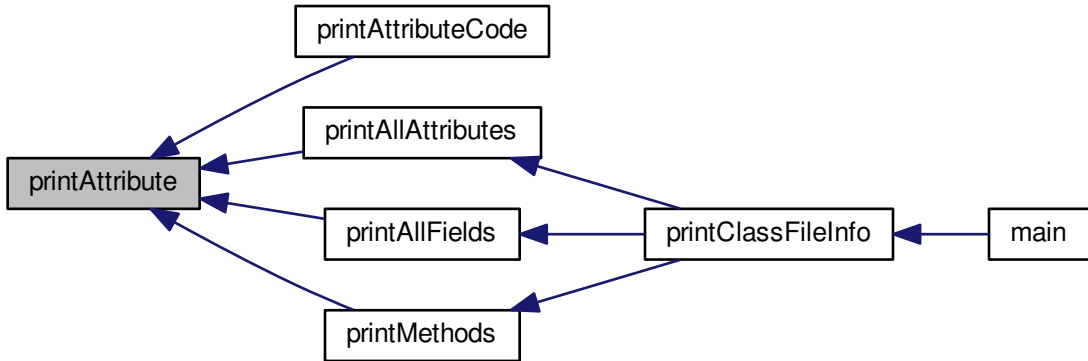 printAttributeCode
printAllAttributes
printAttribute
printAllFields
printClassFileInfo
main
printMethods